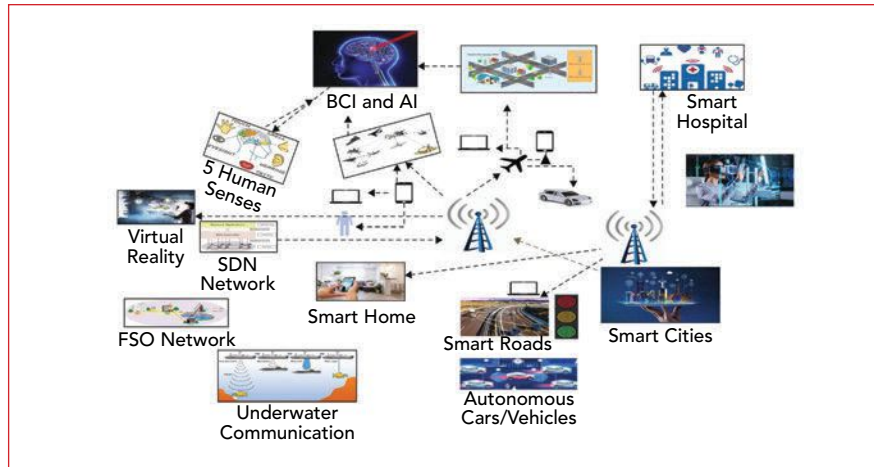 BCI and AI
Smart
Hospital
5 Human
Senses
Virtual
Reality
SDN
Network
Smart Home
Smart Roads
Smart Cities
FSO Network
Autonomous
Cars/Vehicles
Underwater
Communication